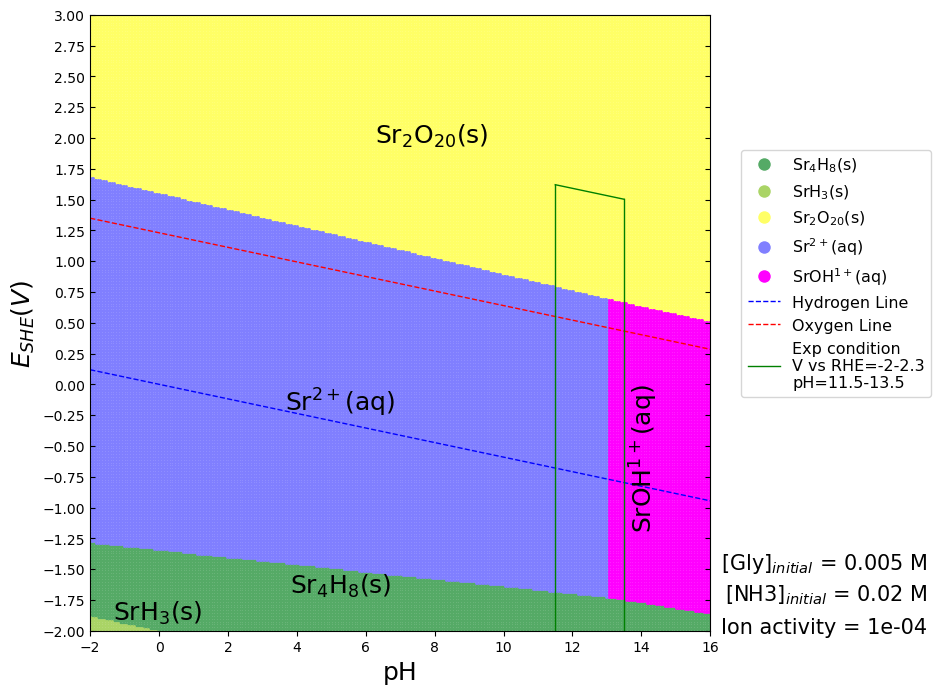 3.00
2.75
2.50
2.25
2.00
1.75
1.50
1.25
1.00
0.75
0.50
0.25
0.00
−0.25
−0.50
−0.75
−1.00
−1.25
−1.50
−1.75
−2.00
E_{SHE}(V)
Sr₂O₂₀(s)
Sr²⁺(aq)
SrOH¹⁺(aq)
Sr₄H₈(s)
SrH₃(s)
−2 0 2 4 6 8 10 12 14 16
pH
Sr₄H₈(s)
SrH₃(s)
Sr₂O₂₀(s)
Sr²⁺(aq)
SrOH¹⁺(aq)
Hydrogen Line
Oxygen Line
Exp condition
V vs RHE=-2-2.3
pH=11.5-13.5
[Gly]_{initial} = 0.005 M
[NH3]_{initial} = 0.02 M
Ion activity = 1e-04